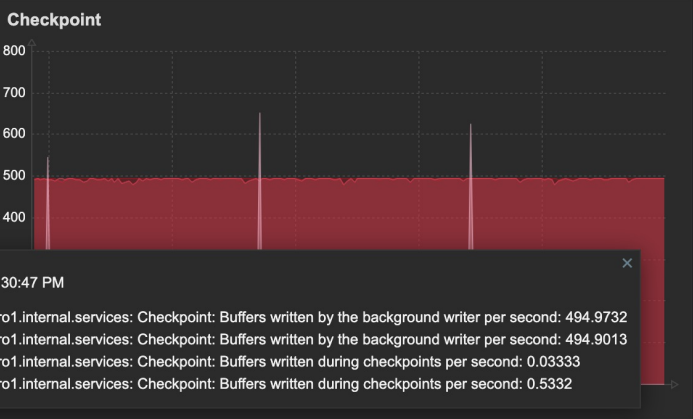 Checkpoint
800
700
600
500
400
30:47 PM
ro1.internal.services: Checkpoint: Buffers written by the background writer per second: 494.9732
ro1.internal.services: Checkpoint: Buffers written by the background writer per second: 494.9013
ro1.internal.services: Checkpoint: Buffers written during checkpoints per second: 0.03333
ro1.internal.services: Checkpoint: Buffers written during checkpoints per second: 0.5332